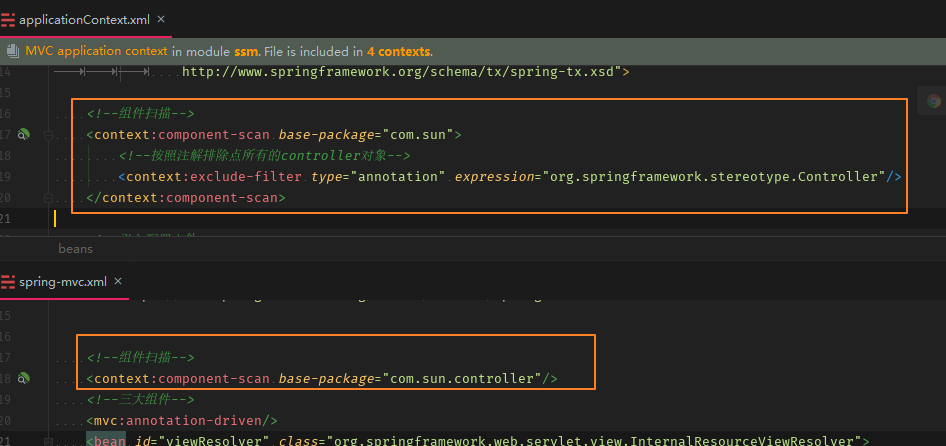 applicationContext.xml ×
MVC application context in module ssm. File is included in 4 contexts.
14 http://www.springframework.org/schema/tx/spring-tx.xsd">
15
16 <!--组件扫描-->
17 <context:component-scan base-package="com.sun">
18 <!--按照注解排除点所有的controller对象-->
19 <context:exclude-filter type="annotation" expression="org.springframework.stereotype.Controller"/>
20 </context:component-scan>
21
beans
spring-mvc.xml ×
15
16
17 <!--组件扫描-->
18 <context:component-scan base-package="com.sun.controller"/>
19 <!--三大组件-->
20 <mvc:annotation-driven/>
21 <bean id="viewResolver" class="org.springframework.web.servlet.view.InternalResourceViewResolver">